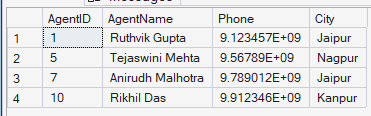 AgentID AgentName Phone City
1 1 Ruthvik Gupta 9.123457E+09 Jaipur
2 5 Tejaswini Mehta 9.56789E+09 Nagpur
3 7 Anirudh Malhotra 9.789012E+09 Jaipur
4 10 Rikhil Das 9.912346E+09 Kanpur